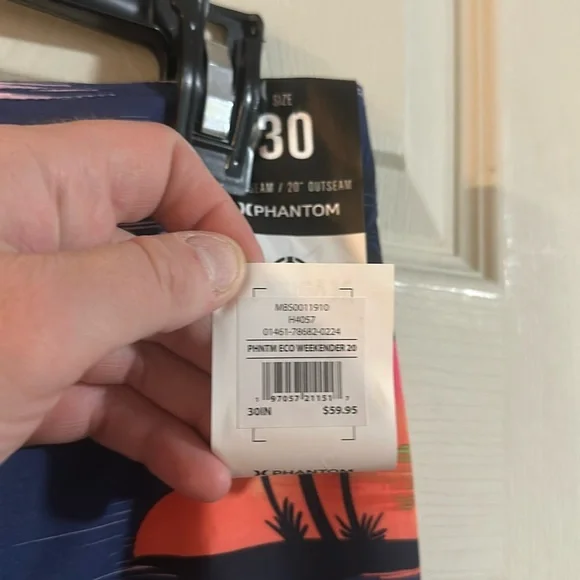 SIZE
30
/ 20" OUTSEAM
PHANTOM
MBS0011910
H4057
01461-78682-0224
PHNTM ECO WEEKENDER 20
1 97057 21151 7
30IN $59.95
PHANTOM